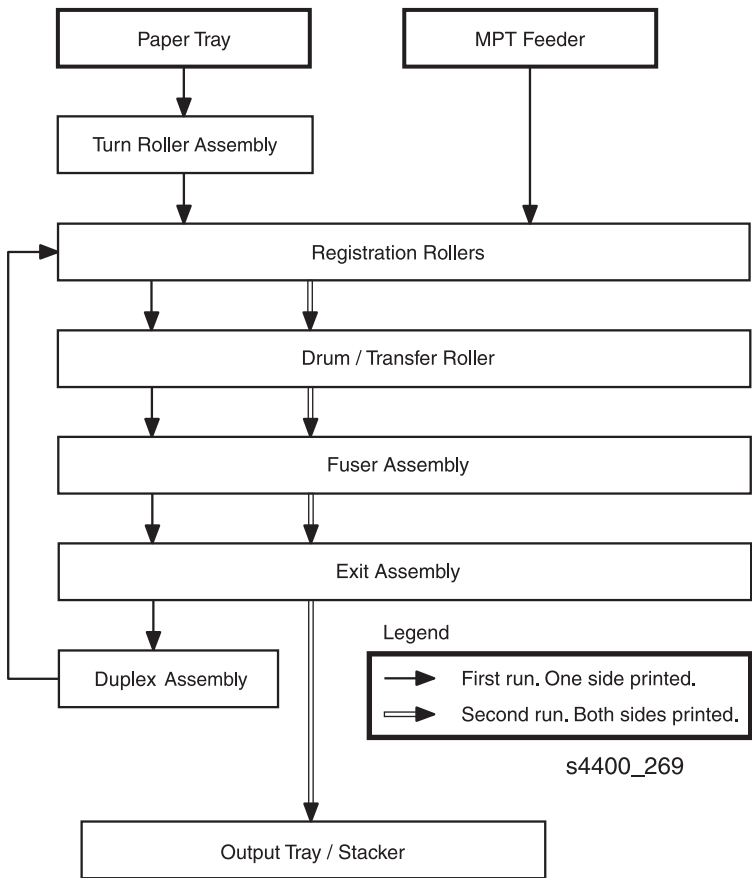 Paper Tray
MPT Feeder
Turn Roller Assembly
Registration Rollers
Drum / Transfer Roller
Fuser Assembly
Exit Assembly
Duplex Assembly
Legend
First run. One side printed.
Second run. Both sides printed.
s4400_269
Output Tray / Stacker